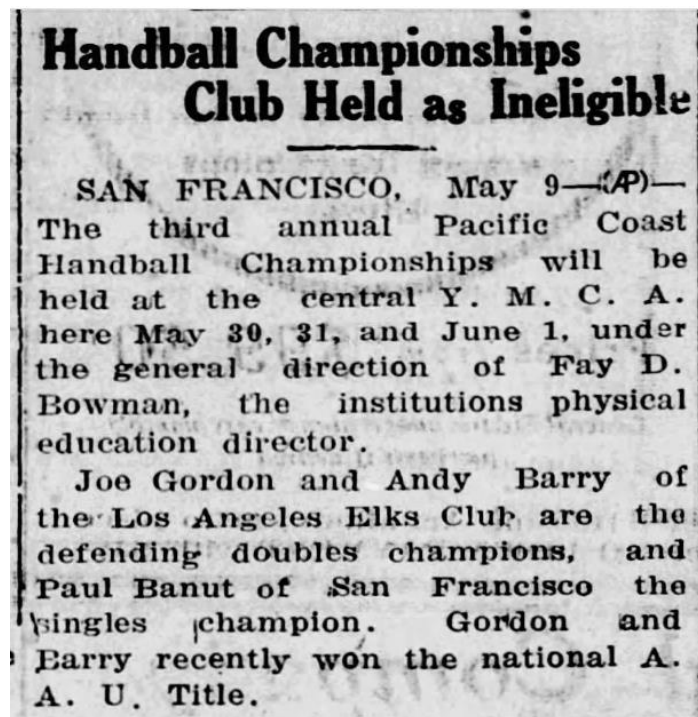 Handball Championships
Club Held as Ineligible
SAN FRANCISCO, May 9—(AP)—
The third annual Pacific Coast
Handball Championships will be
held at the central Y. M. C. A.
here May 30, 31, and June 1, under
the general direction of Fay D.
Bowman, the institutions physical
education director.
Joe Gordon and Andy Barry of
the Los Angeles Elks Club are the
defending doubles champions, and
Paul Banut of San Francisco the
singles champion. Gordon and
Barry recently won the national A.
A. U. Title.